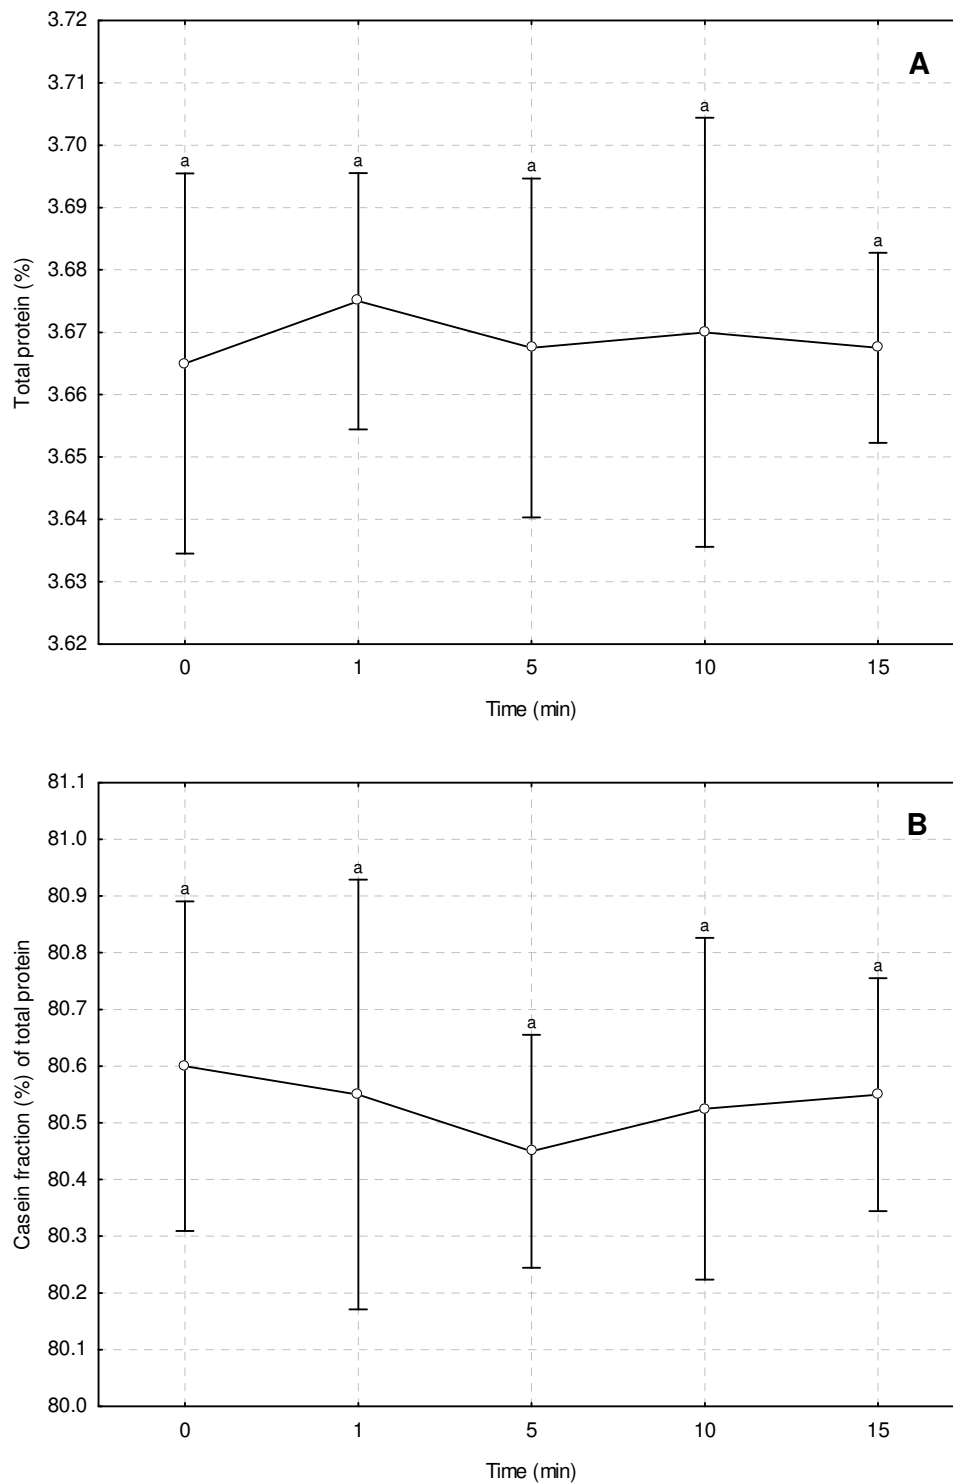 3.72
A
3.71
a
3.70
a
a
a
3.69
a
3.68
3.67
3.66
3.65
3.64
3.63
3.62
Total protein (%)
0
1
5
10
15
Time (min)
81.1
B
81.0
a
80.9
a
a
80.8
a
80.7
a
80.6
80.5
80.4
80.3
80.2
80.1
80.0
Casein fraction (%) of total protein
0
1
5
10
15
Time (min)